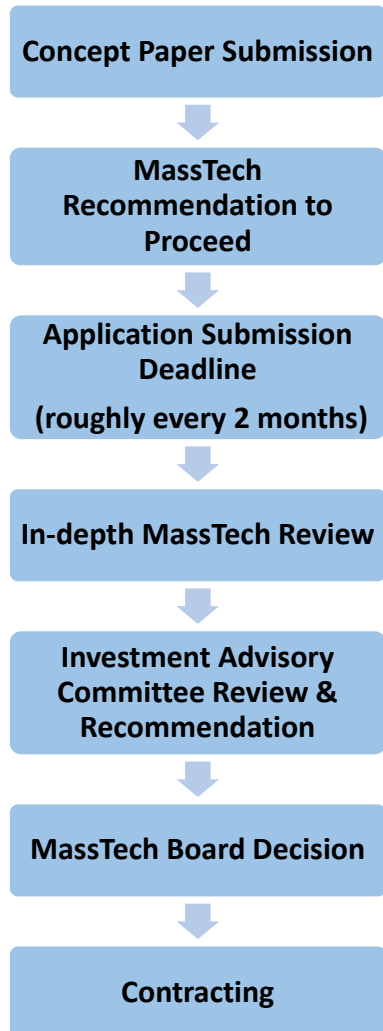 Concept Paper Submission
MassTech
Recommendation to
Proceed
Application Submission
Deadline
(roughly every 2 months)
In-depth MassTech Review
Investment Advisory
Committee Review &
Recommendation
MassTech Board Decision
Contracting